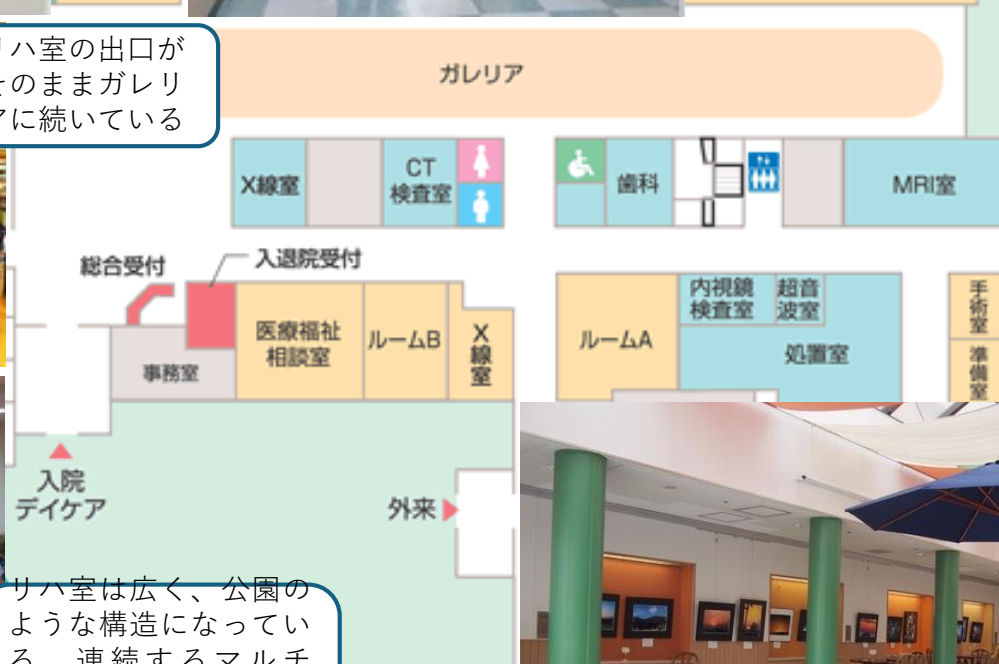 リハ室の出口が
そのままガレリ
アに続いている
ガレリア
X線室
CT
検査室
歯科
MRI室
総合受付
入退院受付
事務室
医療福祉
相談室
ルームB
X線室
ルームA
内視鏡
検査室
超音
波室
処置室
手術室
準備室
入院
デイケア
外来
リハ室は広く、公園の
ような構造になってい
る。連続するマルチ